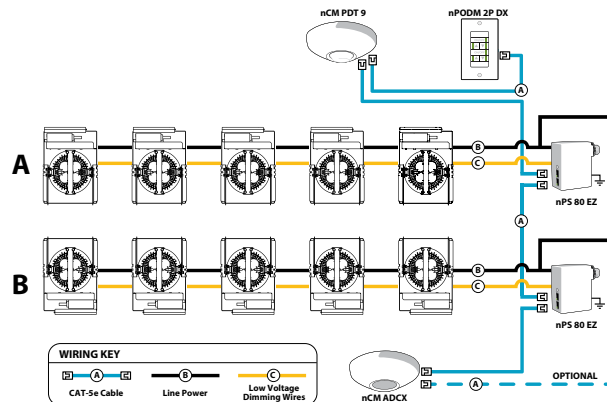 nCM PDT 9
nPODM 2P DX
A
B
C
A
nPS 80 EZ
A
B
C
B
nPS 80 EZ
WIRING KEY
A
B
C
CAT-5e Cable
Line Power
Low Voltage
Dimming Wires
nCM ADCX
A
OPTIONAL